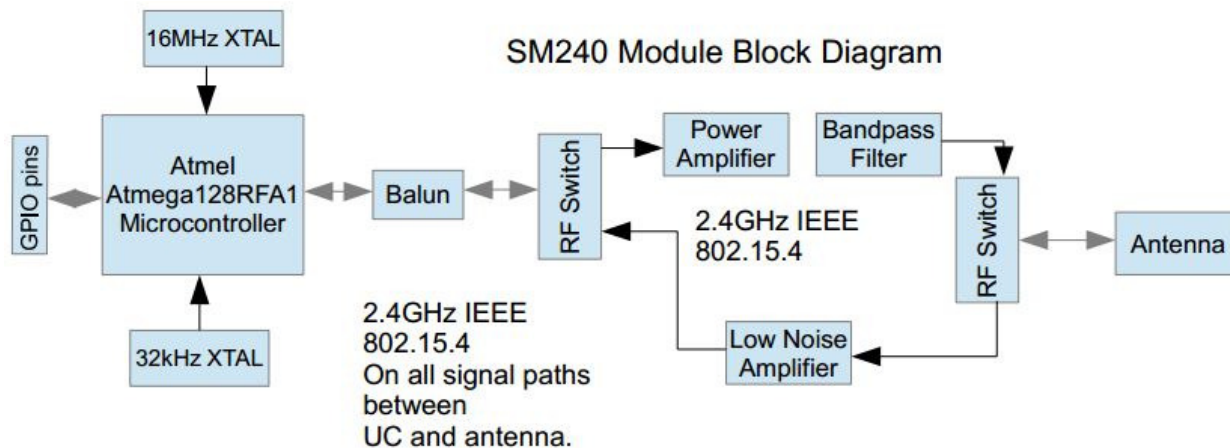 16MHz XTAL
SM240 Module Block Diagram
GPIO pins
Atmel
Atmega128RFA1
Microcontroller
Balun
RF Switch
Power
Amplifier
Bandpass
Filter
RF Switch
Antenna
2.4GHz IEEE
802.15.4
32kHz XTAL
2.4GHz IEEE
802.15.4
On all signal paths
between
UC and antenna.
Low Noise
Amplifier